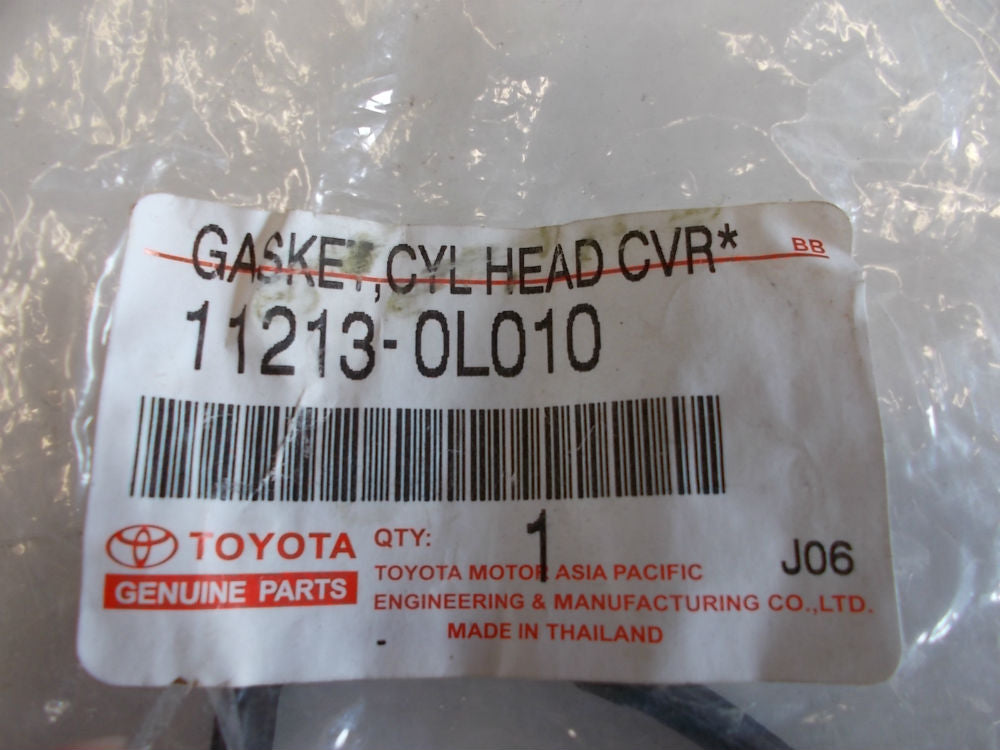 GASKET,CYL HEAD CVR*
BB
11213-0L010
TOYOTA
GENUINE PARTS
QTY: 1
J06
TOYOTA MOTOR ASIA PACIFIC
ENGINEERING & MANUFACTURING CO.,LTD.
MADE IN THAILAND
-